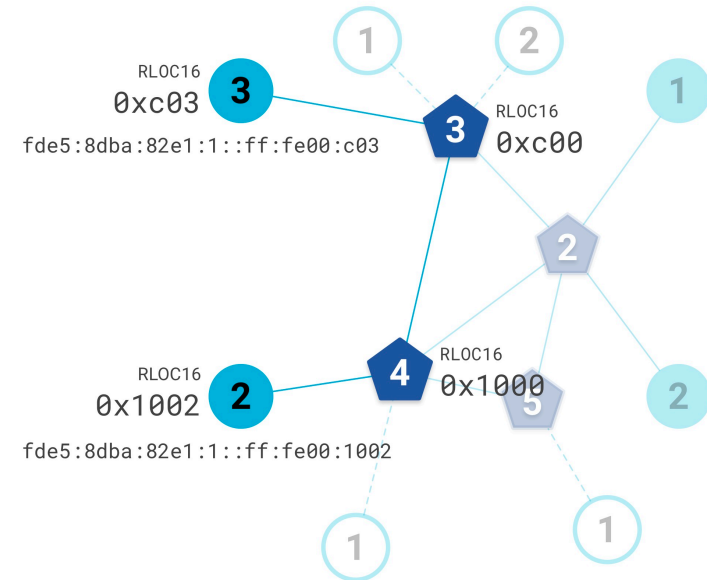 1
2
RLOC16
0xc03
3
1
fde5:8dba:82e1:1::ff:fe00:c03
3
RLOC16
0xc00
2
RLOC16
0x1002
2
4
RLOC16
0x1000
5
2
fde5:8dba:82e1:1::ff:fe00:1002
1
1